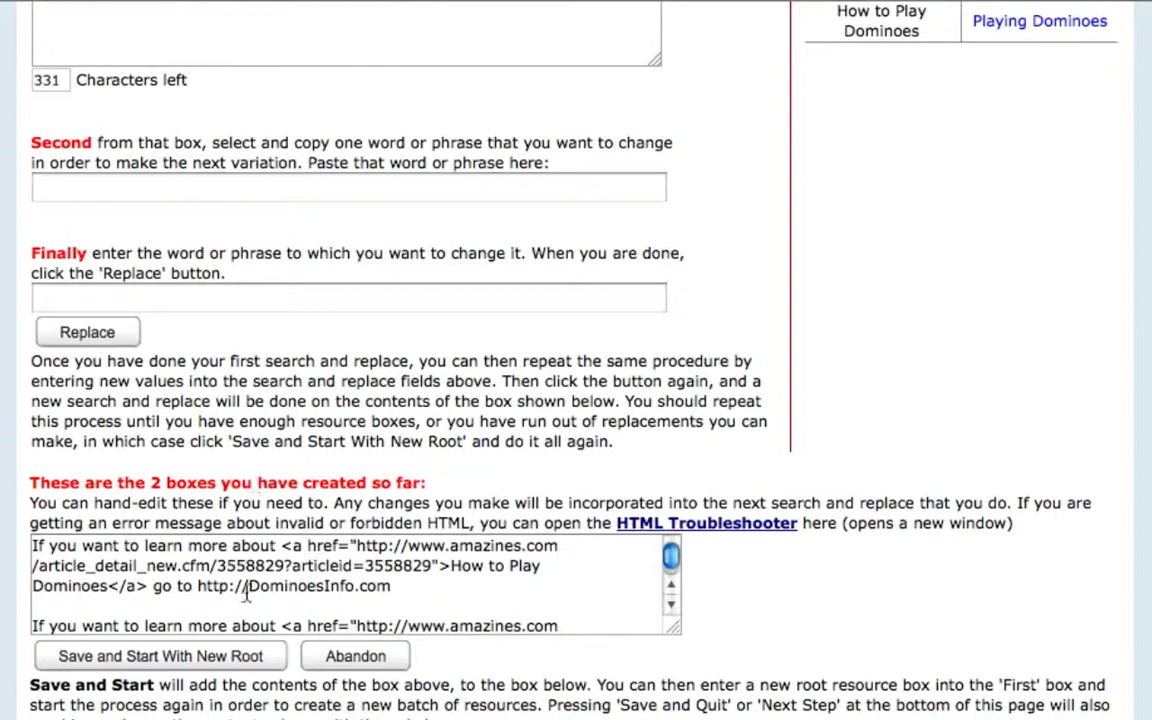 How to Play
Dominoes
Playing Dominoes
331 Characters left
Second from that box, select and copy one word or phrase that you want to change
in order to make the next variation. Paste that word or phrase here:
Finally enter the word or phrase to which you want to change it. When you are done,
click the 'Replace' button.
Replace
Once you have done your first search and replace, you can then repeat the same procedure by
entering new values into the search and replace fields above. Then click the button again, and a
new search and replace will be done on the contents of the box shown below. You should repeat
this process until you have enough resource boxes, or you have run out of replacements you can
make, in which case click 'Save and Start With New Root' and do it all again.
These are the 2 boxes you have created so far:
You can hand-edit these if you need to. Any changes you make will be incorporated into the next search and replace that you do. If you are
getting an error message about invalid or forbidden HTML, you can open the HTML Troubleshooter here (opens a new window)
If you want to learn more about <a href="http://www.amazines.com
/article_detail_new.cfm/3558829?articleid=3558829">How to Play
Dominoes</a> go to http://DominoesInfo.com
If you want to learn more about <a href="http://www.amazines.com
Save and Start With New Root
Abandon
Save and Start will add the contents of the box above, to the box below. You can then enter a new root resource box into the 'First' box and
start the process again in order to create a new batch of resources. Pressing 'Save and Quit' or 'Next Step' at the bottom of this page will also